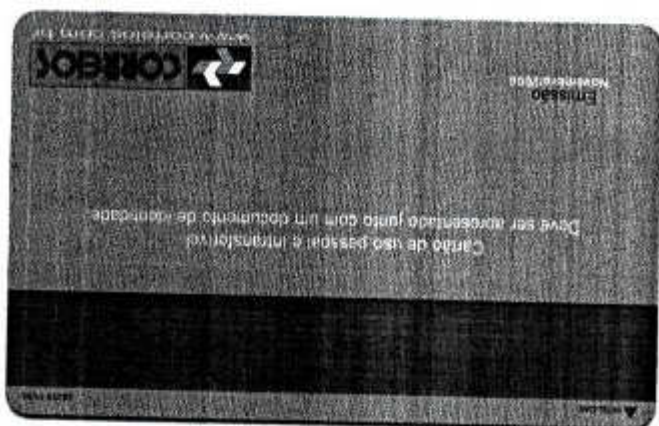 Cartão de uso pessoal e intransferível
Deve ser apresentado junto com um documento de identidade
Emissão
CORREIOS
www.correios.com.br